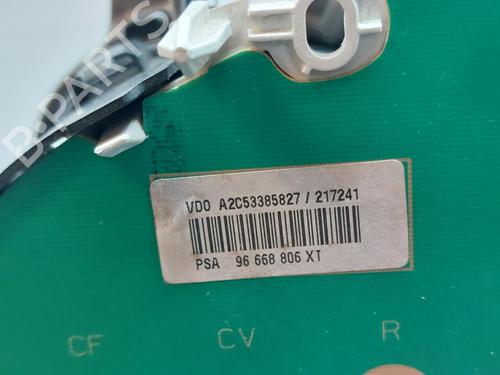 B-PARTS
VDO A2C53385827 / 217241
PSA 96 668 806 XT
CF CV R